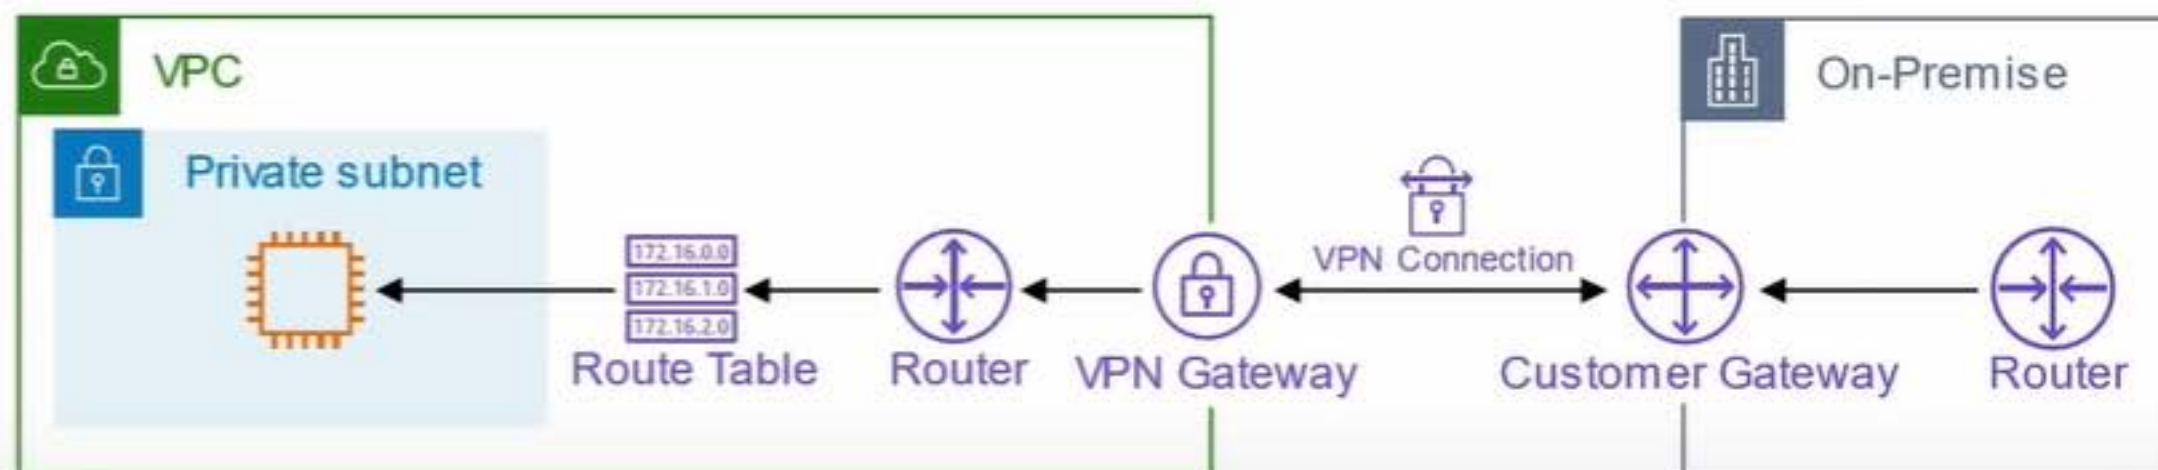 VPC
On-Premise
Private subnet
VPN Connection
172.16.0.0
172.16.1.0
172.16.2.0
Route Table
Router
VPN Gateway
Customer Gateway
Router